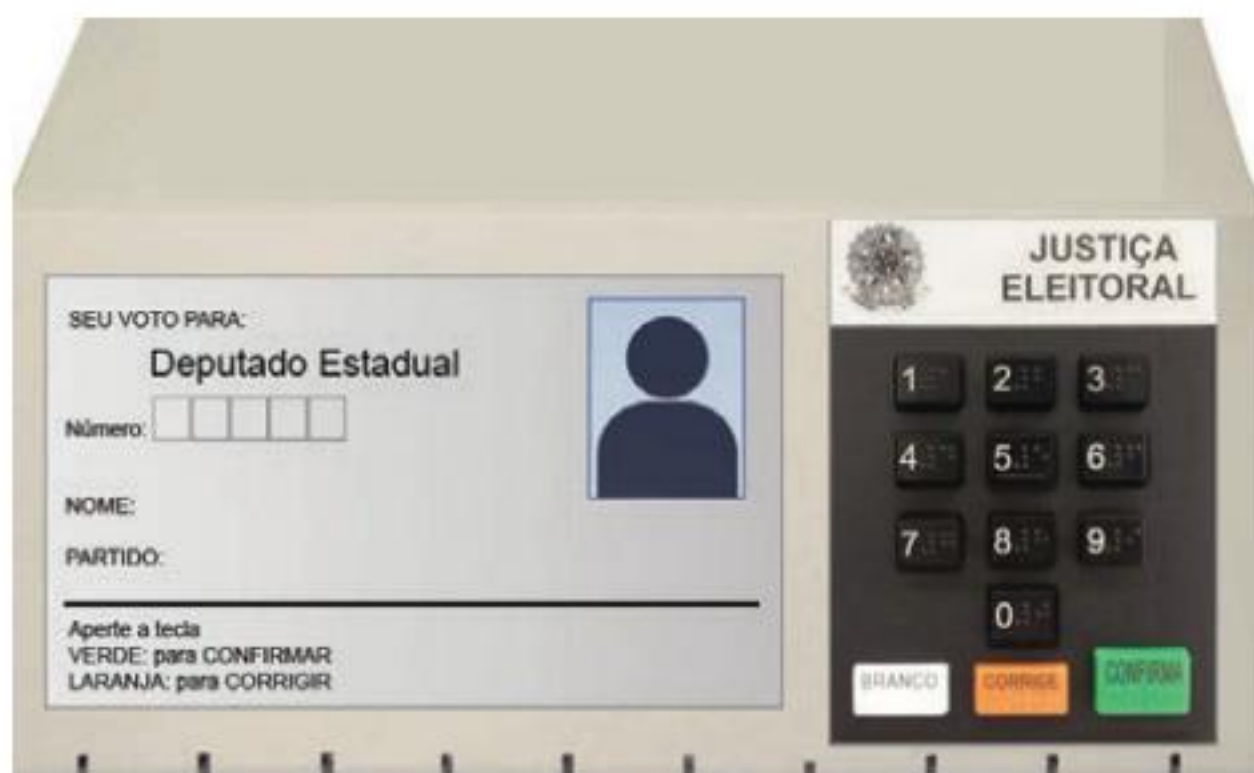 JUSTIÇA
ELEITORAL
SEU VOTO PARA:
Deputado Estadual
Número:
NOME:
PARTIDO:
Aperte a tecla
VERDE: para CONFIRMAR
LARANJA: para CORRIGIR
1 2 3
4 5 6
7 8 9
0
BRANCO CORRIGE CONFIRMA